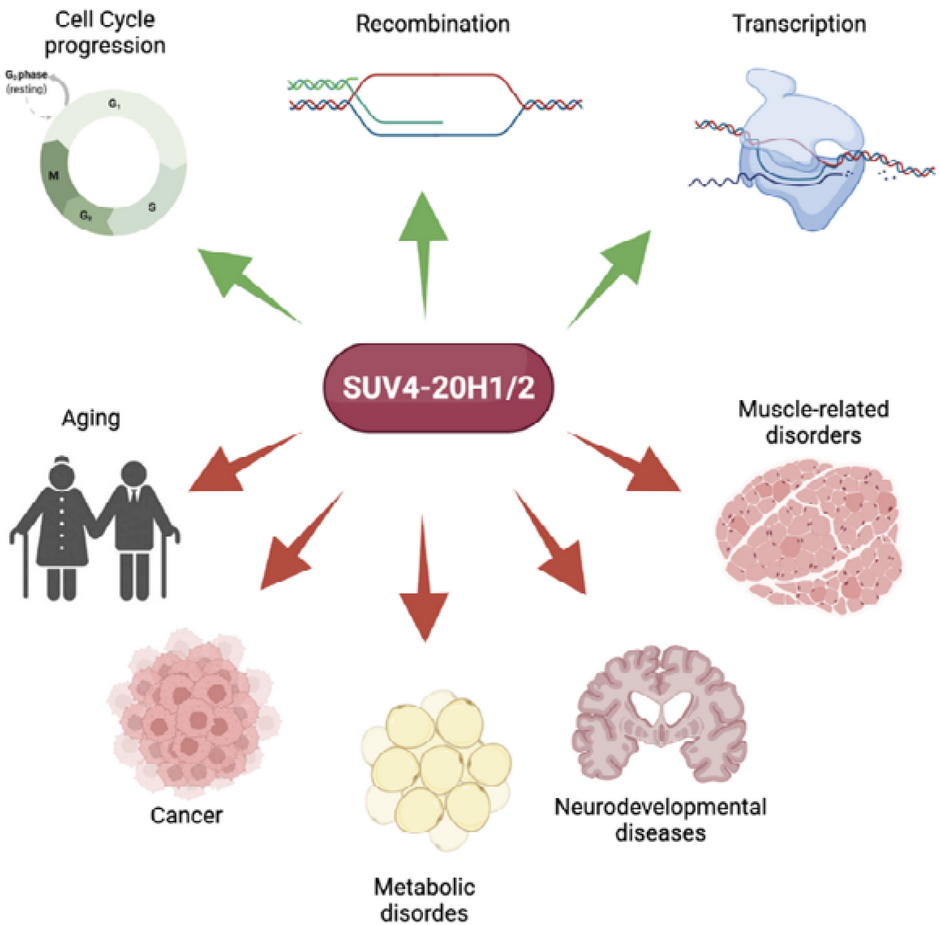 Cell Cycle
progression
Recombination
Transcription
G₀ phase
(resting)
G₁
M
G₂
S
SUV4-20H1/2
Aging
Muscle-related
disorders
Cancer
Neurodevelopmental
diseases
Metabolic
disordes